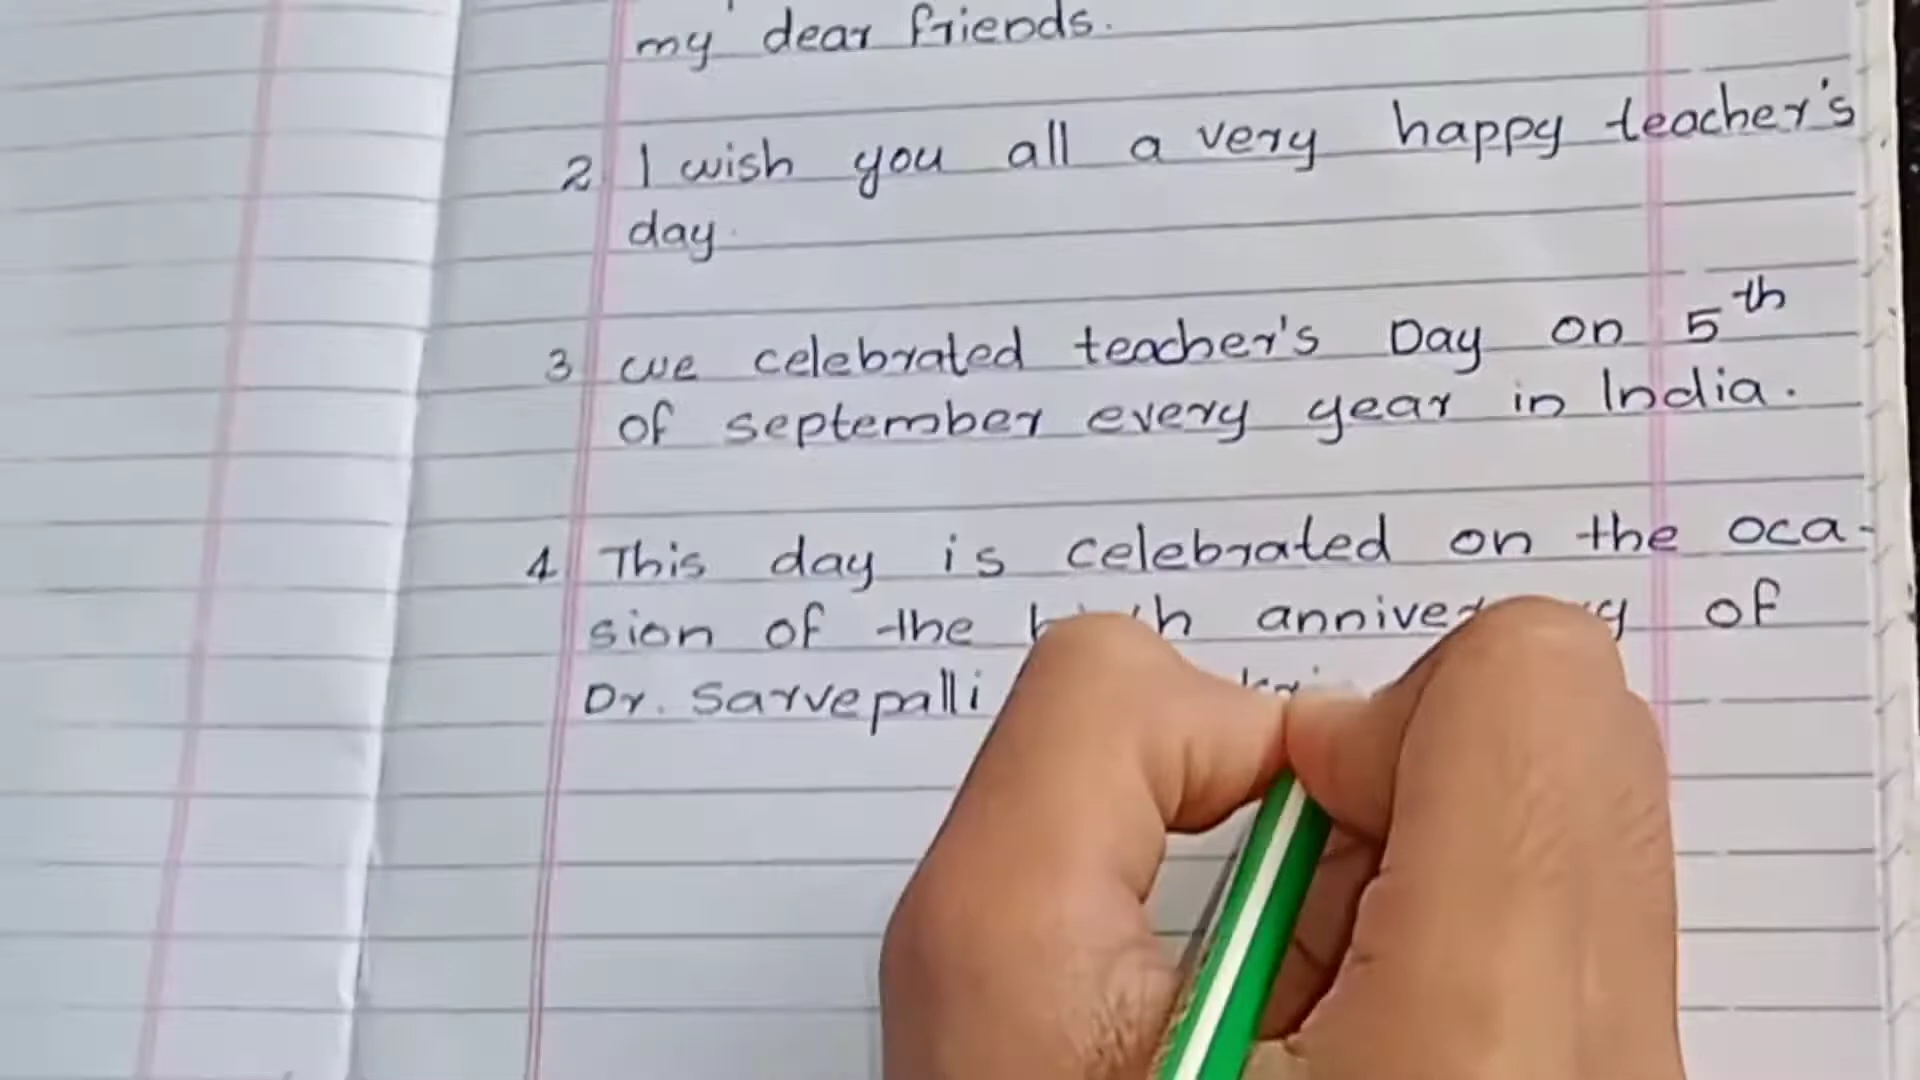 my dear friends.
2 I wish you all a very happy teacher's
day.
3 we celebrated teacher's Day on 5th
of september every year in India.
4 This day is celebrated on the oca-
sion of the of
Dr. Sarvepalli